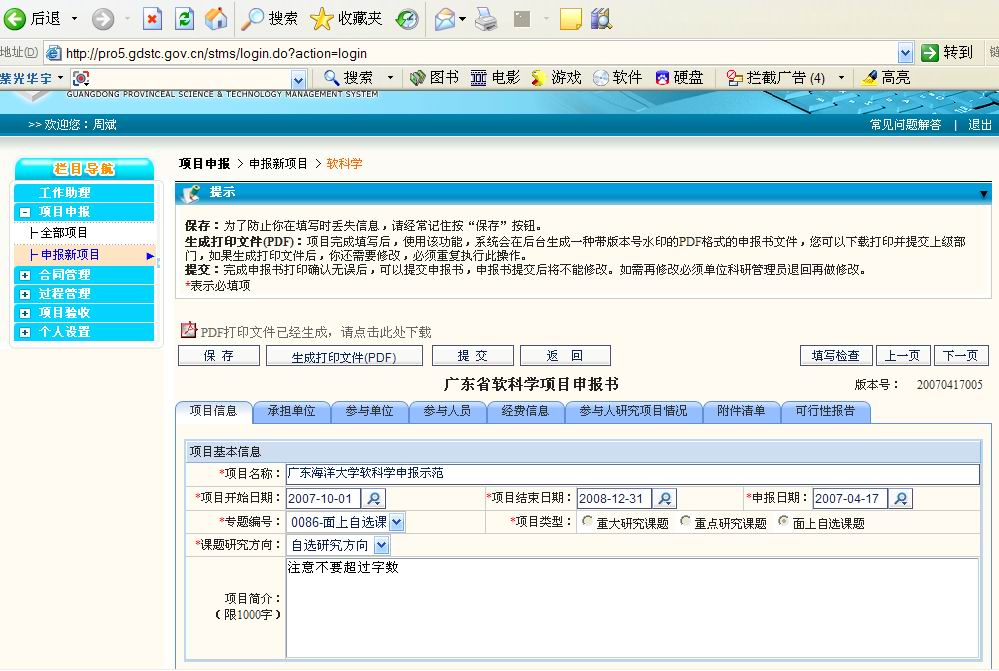 后退 搜索 收藏夹
地址(D) http://pro5.gdstc.gov.cn/stms/login.do?action=login 转到
紫光华宇 搜索 图书 电影 游戏 软件 硬盘 拦截广告 (4) 高亮
GUANGDONG PROVINCEAL SCIENCE & TECHNOLOGY MANAGEMENT SYSTEM
>> 欢迎您：周斌 常见问题解答 | 退出
栏目导航
工作助理
项目申报
全部项目
申报新项目
合同管理
过程管理
项目验收
个人设置
项目申报 > 申报新项目 > 软科学
提示
保存：为了防止你在填写时丢失信息，请经常记住按“保存”按钮。
生成打印文件(PDF)：项目完成填写后，使用该功能，系统会在后台生成一种带版本号水印的PDF格式的申报书文件，您可以下载打印并提交上级部
门，如果生成打印文件后，你还需要修改，必须重复执行此操作。
提交：完成申报书打印确认无误后，可以提交申报书，申报书提交后将不能修改。如需再修改必须单位科研管理员退回再做修改。
*表示必填项
PDF打印文件已经生成，请点击此处下载
保 存 生成打印文件(PDF) 提 交 返 回 填写检查 上一页 下一页
广东省软科学项目申报书 版本号： 20070417005
项目信息 承担单位 参与单位 参与人员 经费信息 参与人研究项目情况 附件清单 可行性报告
项目基本信息
*项目名称： 广东海洋大学软科学申报示范
*项目开始日期： 2007-10-01 *项目结束日期： 2008-12-31 *申报日期： 2007-04-17
*专题编号： 0086-面上自选课 *项目类型： 重大研究课题 重点研究课题 面上自选课题
*课题研究方向： 自选研究方向
项目简介：
（限1000字）
注意不要超过字数